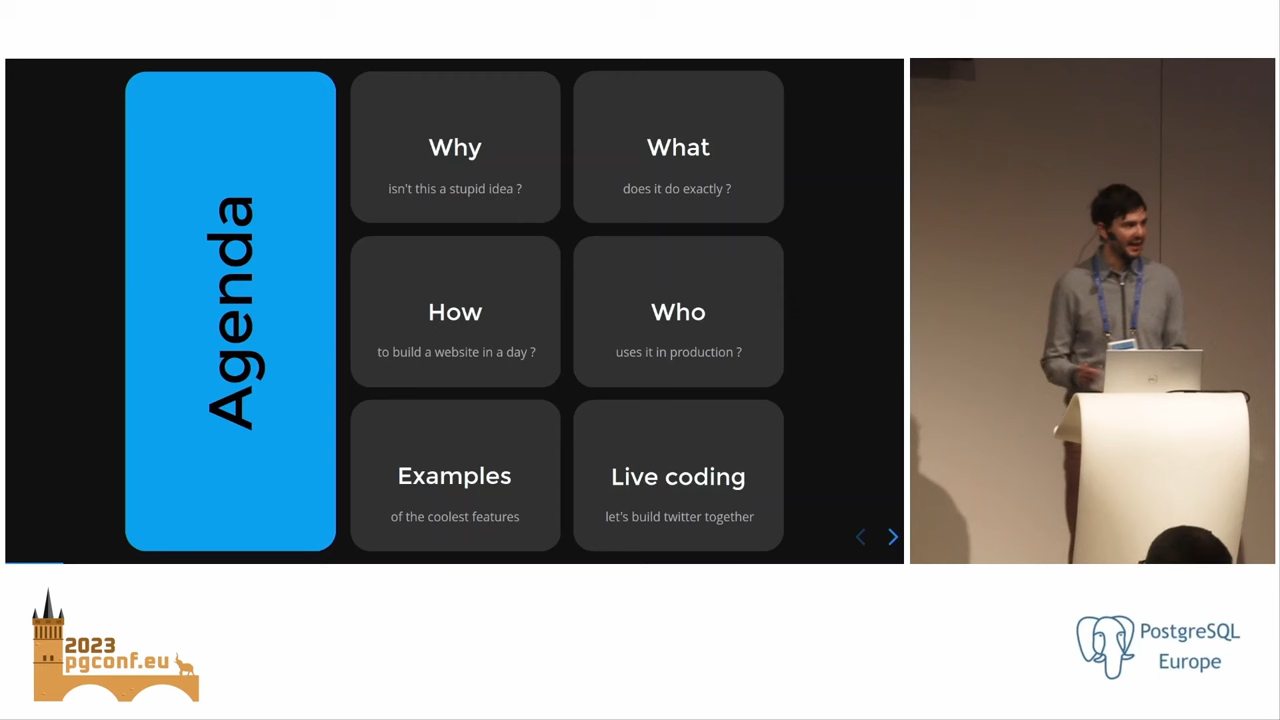 Agenda
Why
isn't this a stupid idea ?
What
does it do exactly ?
How
to build a website in a day ?
Who
uses it in production ?
Examples
of the coolest features
Live coding
let's build twitter together
2023
pgconf.eu
PostgreSQL
Europe